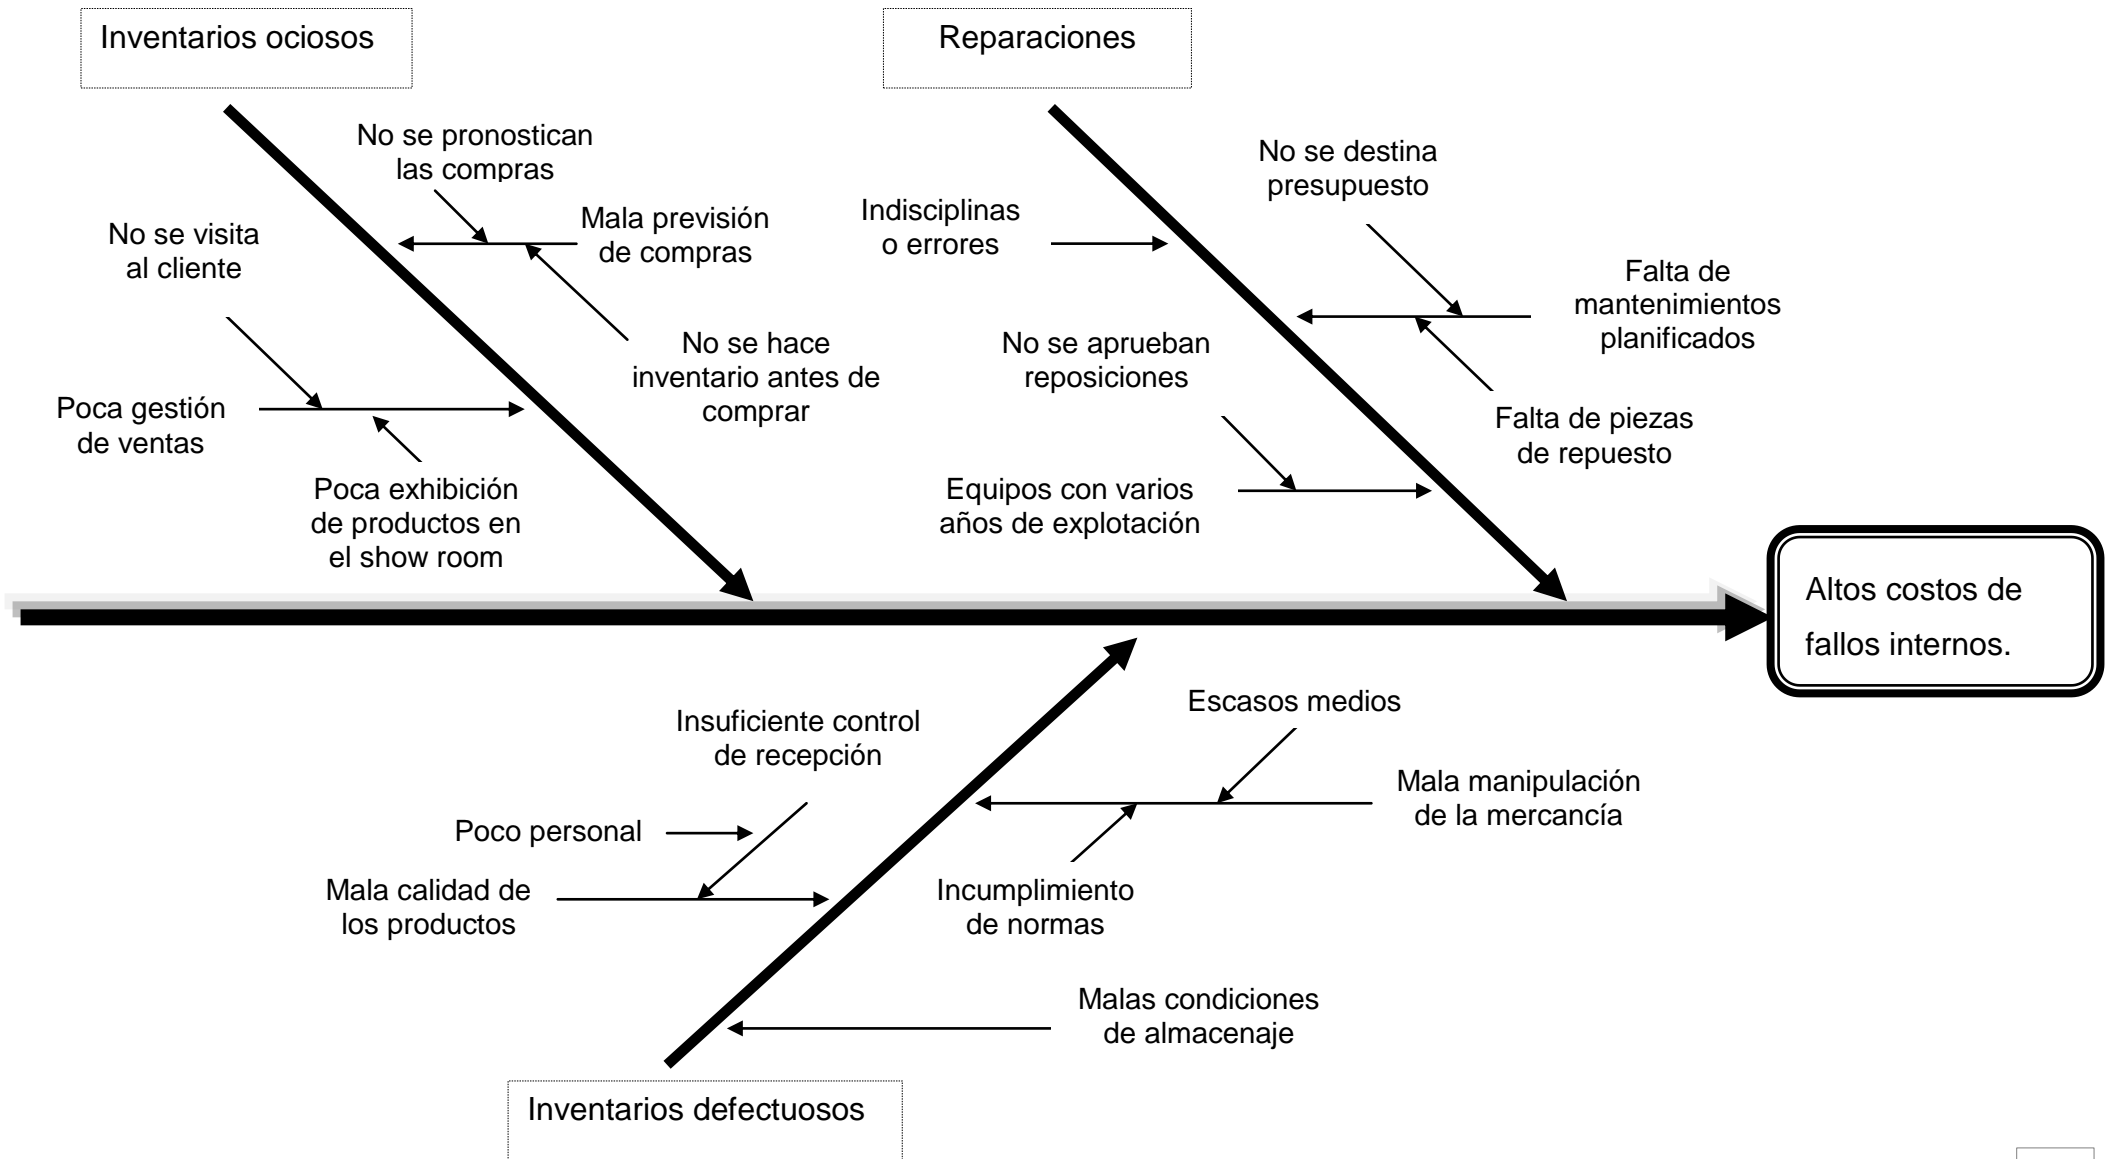 Inventarios ociosos
Reparaciones
No se pronostican
las compras
No se destina
presupuesto
Mala previsión
de compras
Indisciplinas
o errores
No se visita
al cliente
Falta de
mantenimientos
planificados
No se hace
inventario antes de
comprar
No se aprueban
reposiciones
Poca gestión
de ventas
Falta de piezas
de repuesto
Poca exhibición
de productos en
el show room
Equipos con varios
años de explotación
Altos costos de
fallos internos.
Insuficiente control
de recepción
Escasos medios
Mala manipulación
de la mercancía
Poco personal
Mala calidad de
los productos
Incumplimiento
de normas
Malas condiciones
de almacenaje
Inventarios defectuosos